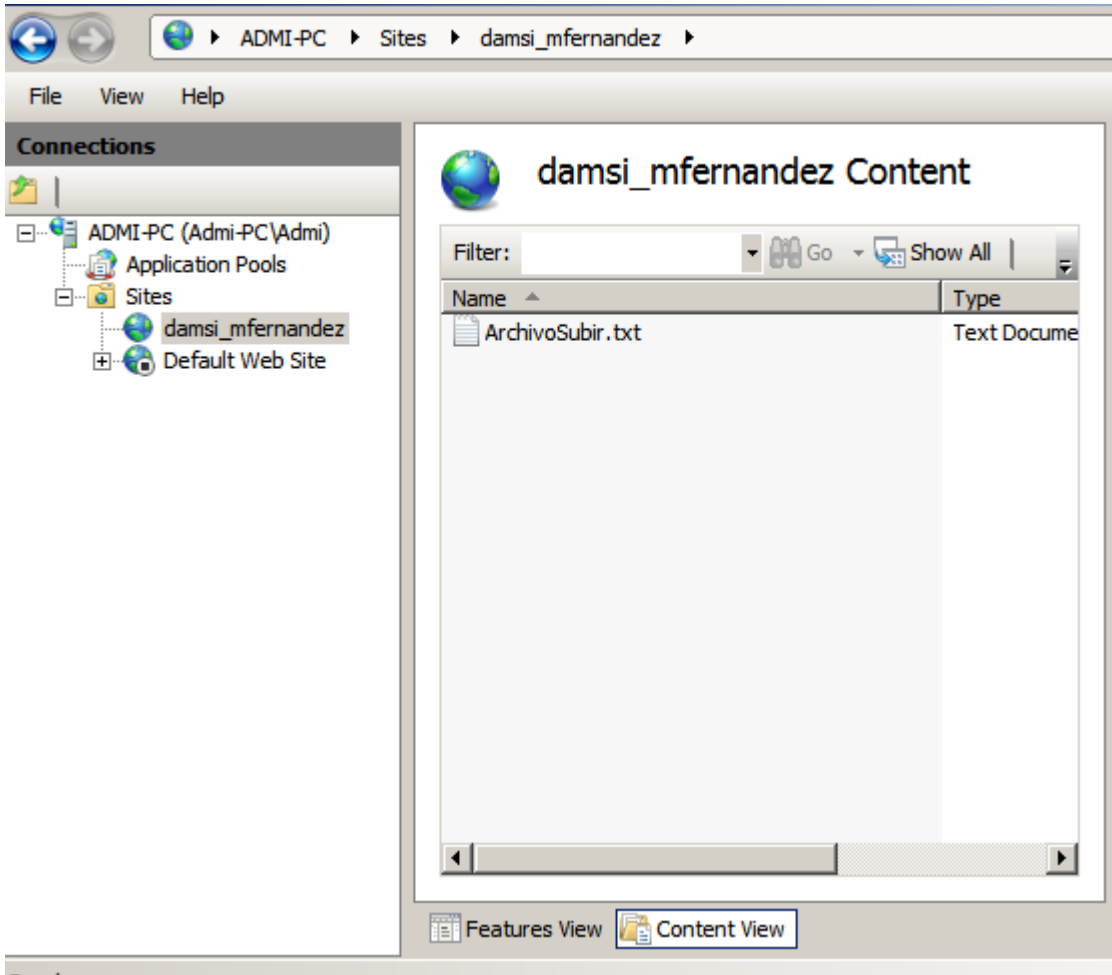 ADMI-PC Sites damsi_mfernandez
File View Help
Connections
ADMI-PC (Admi-PC\Admi)
Application Pools
Sites
damsi_mfernandez
Default Web Site
damsi_mfernandez Content
Filter: Go Show All
Name Type
ArchivoSubir.txt Text Docume
Features View Content View